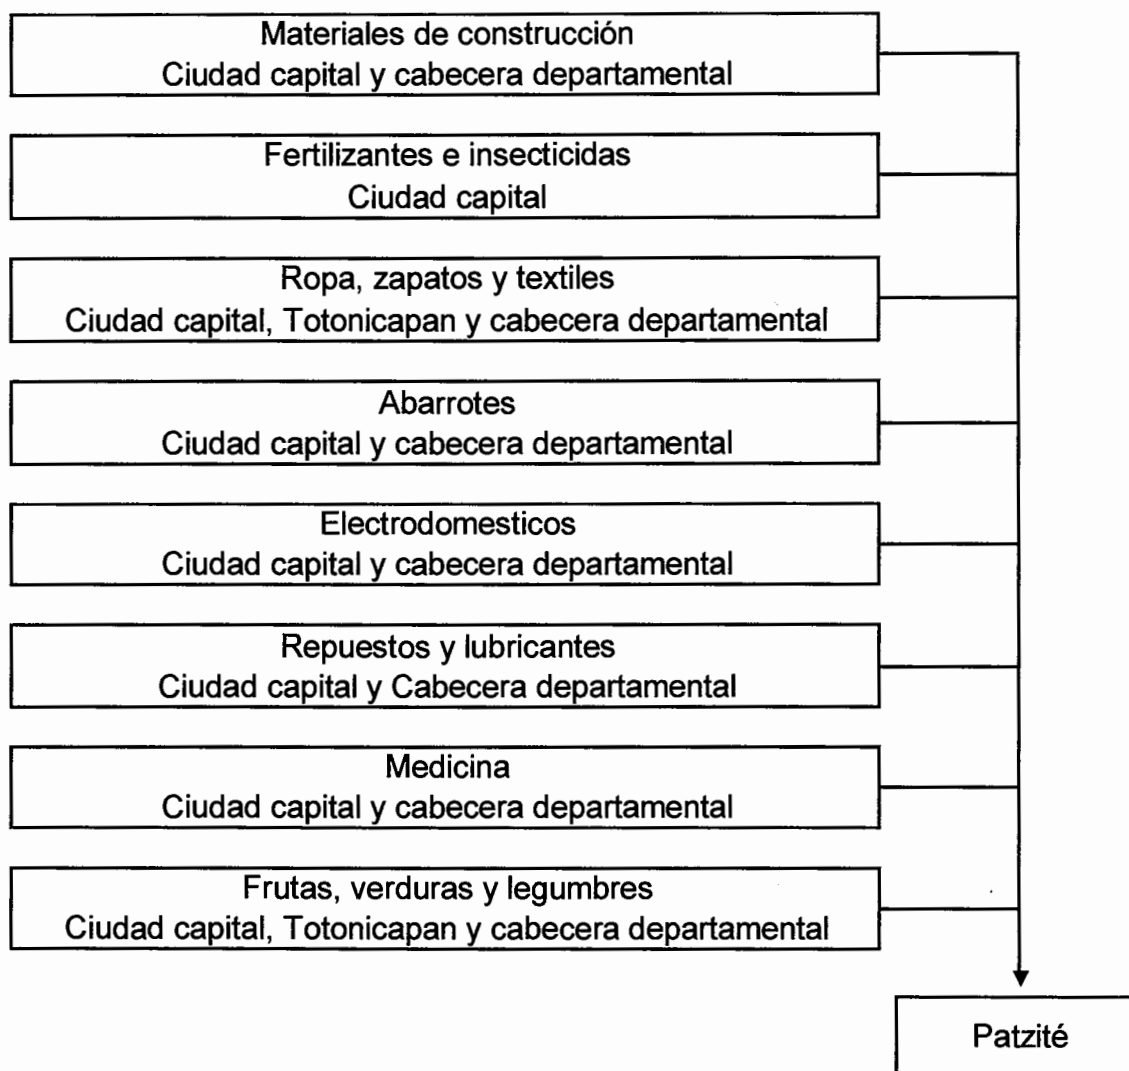 Materiales de construcción
Ciudad capital y cabecera departamental
Fertilizantes e insecticidas
Ciudad capital
Ropa, zapatos y textiles
Ciudad capital, Totonicapan y cabecera departamental
Abarrotes
Ciudad capital y cabecera departamental
Electrodomesticos
Ciudad capital y cabecera departamental
Repuestos y lubricantes
Ciudad capital y Cabecera departamental
Medicina
Ciudad capital y cabecera departamental
Frutas, verduras y legumbres
Ciudad capital, Totonicapan y cabecera departamental
Patzité